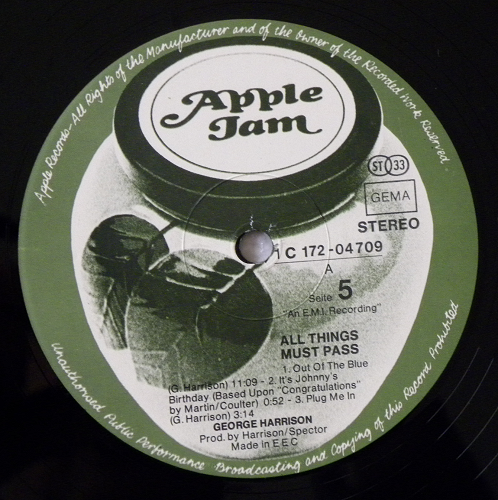 Apple Records-All Rights of the Manufacturer and of the Owner of the Recorded Work Reserved.
Apple
Jam
ST 33
GEMA
STEREO
1 C 172-04709
A
Seite 5
"An E.M.I. Recording"
ALL THINGS
MUST PASS
1. Out Of The Blue
(G. Harrison) 11:09 - 2. It's Johnny's
Birthday (Based Upon "Congratulations"
by Martin/Coulter) 0:52 - 3. Plug Me In
(G. Harrison) 3:14
GEORGE HARRISON
Prod. by Harrison/Spector
Made in EEC
Unauthorised Public Performance Broadcasting and Copying of this Record Prohibited